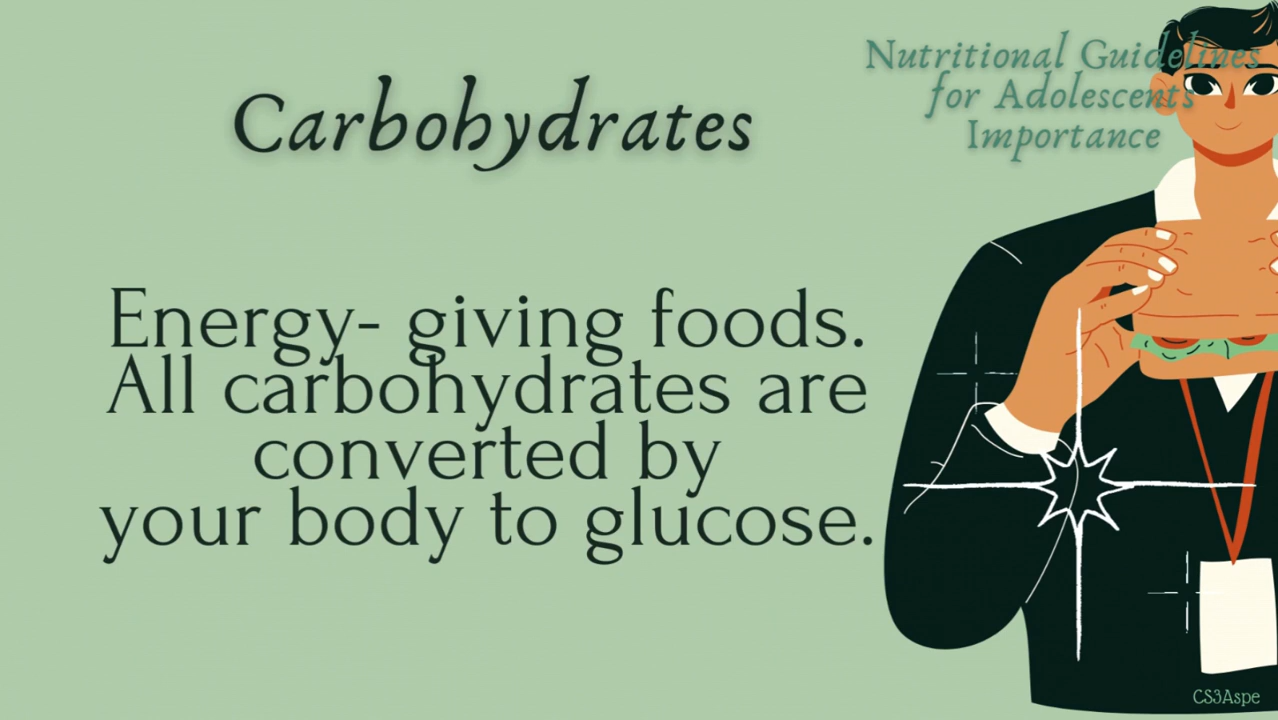 Nutritional Guidelines
for Adolescents
Importance
Carbohydrates
Energy- giving foods.
All carbohydrates are
converted by
your body to glucose.
CS3Aspe